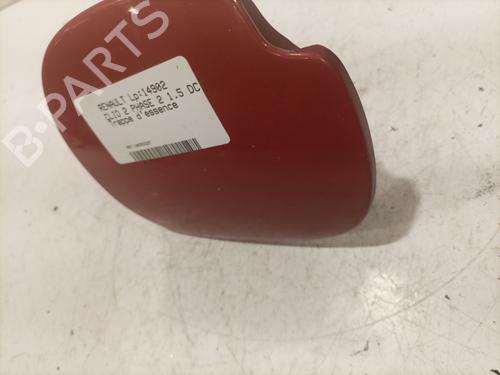 B-PARTS
RENAULT Lp:14902
CLIO 2 PHASE 2 1.5 DC
Trappe d'essence